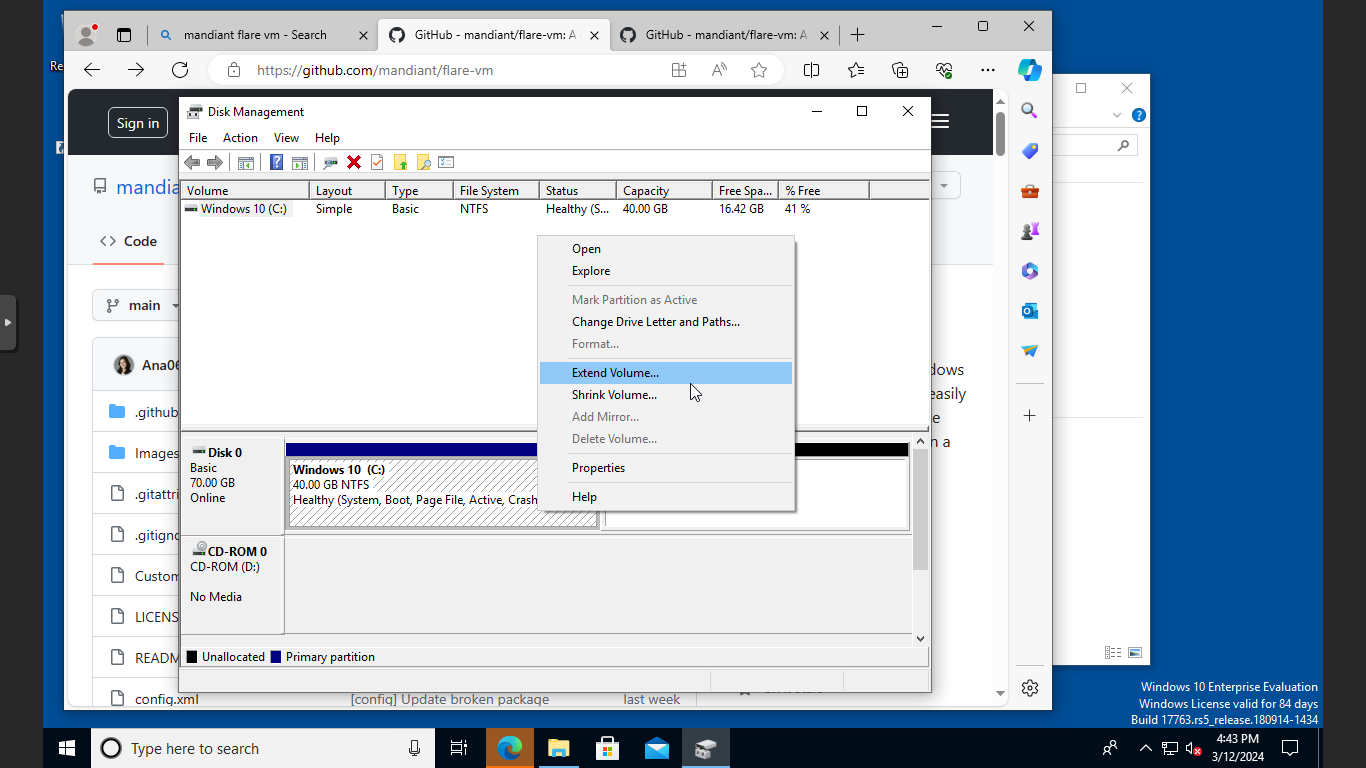 Re
mandiant flare vm - Search
GitHub - mandiant/flare-vm: A
GitHub - mandiant/flare-vm: A
https://github.com/mandiant/flare-vm
Sign in
mandia
Code
main
Ana06
.github
Images
.gitattri
.gitigno
Custom
LICENS
READM
config.xml
[config] Update broken package
last week
dows
easily
e
n a
Disk Management
File Action View Help
Volume Layout Type File System Status Capacity Free Spa... % Free
Windows 10 (C:) Simple Basic NTFS Healthy (S... 40.00 GB 16.42 GB 41 %
Open
Explore
Mark Partition as Active
Change Drive Letter and Paths...
Format...
Extend Volume...
Shrink Volume...
Add Mirror...
Delete Volume...
Properties
Help
Disk 0
Basic
70.00 GB
Online
Windows 10 (C:)
40.00 GB NTFS
Healthy (System, Boot, Page File, Active, Crash
CD-ROM 0
CD-ROM (D:)
No Media
Unallocated Primary partition
Windows 10 Enterprise Evaluation
Windows License valid for 84 days
Build 17763.rs5_release.180914-1434
Type here to search
4:43 PM
3/12/2024